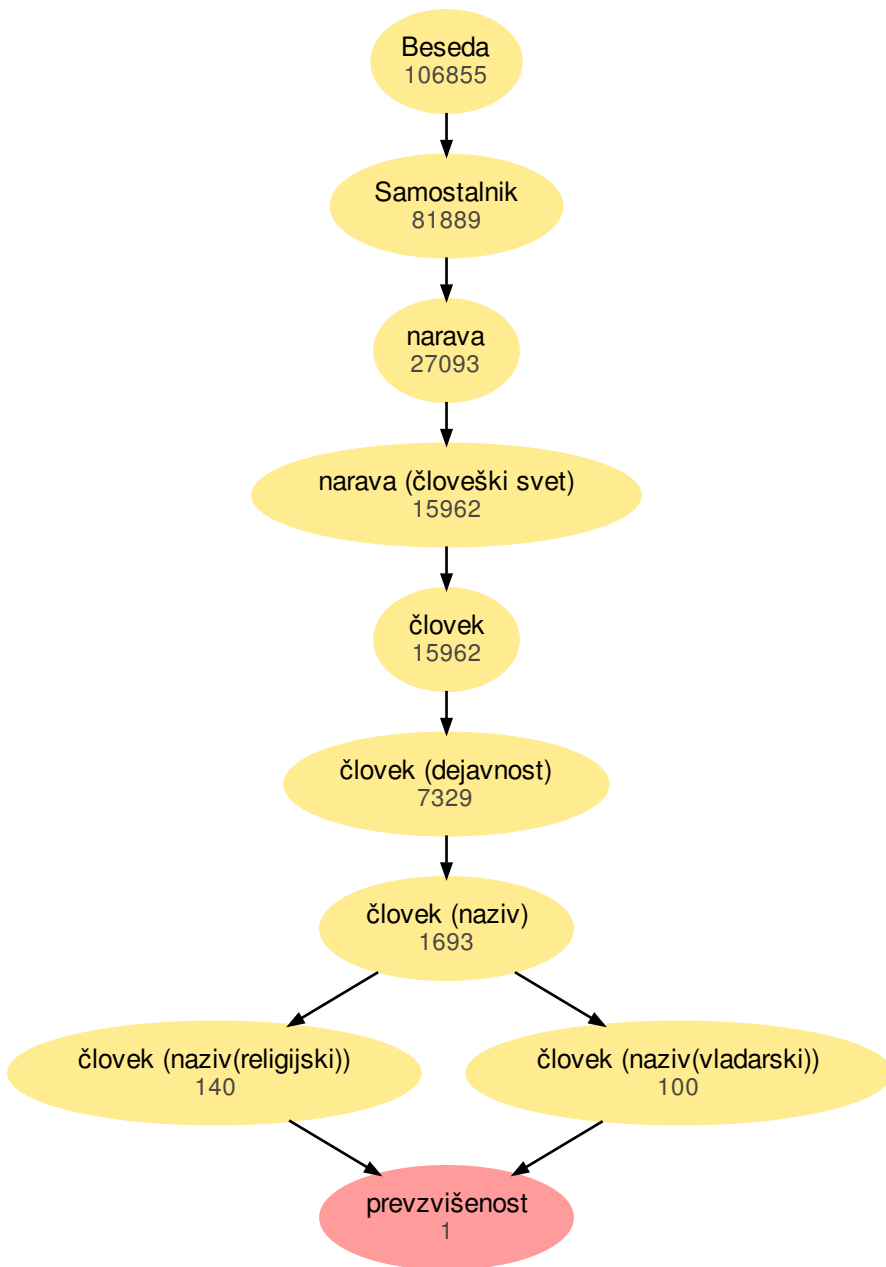 Beseda
106855
Samostalnik
81889
narava
27093
narava (človeški svet)
15962
človek
15962
človek (dejavnost)
7329
človek (naziv)
1693
človek (naziv(religijski))
140
človek (naziv(vladarski))
100
prevzvišenost
1